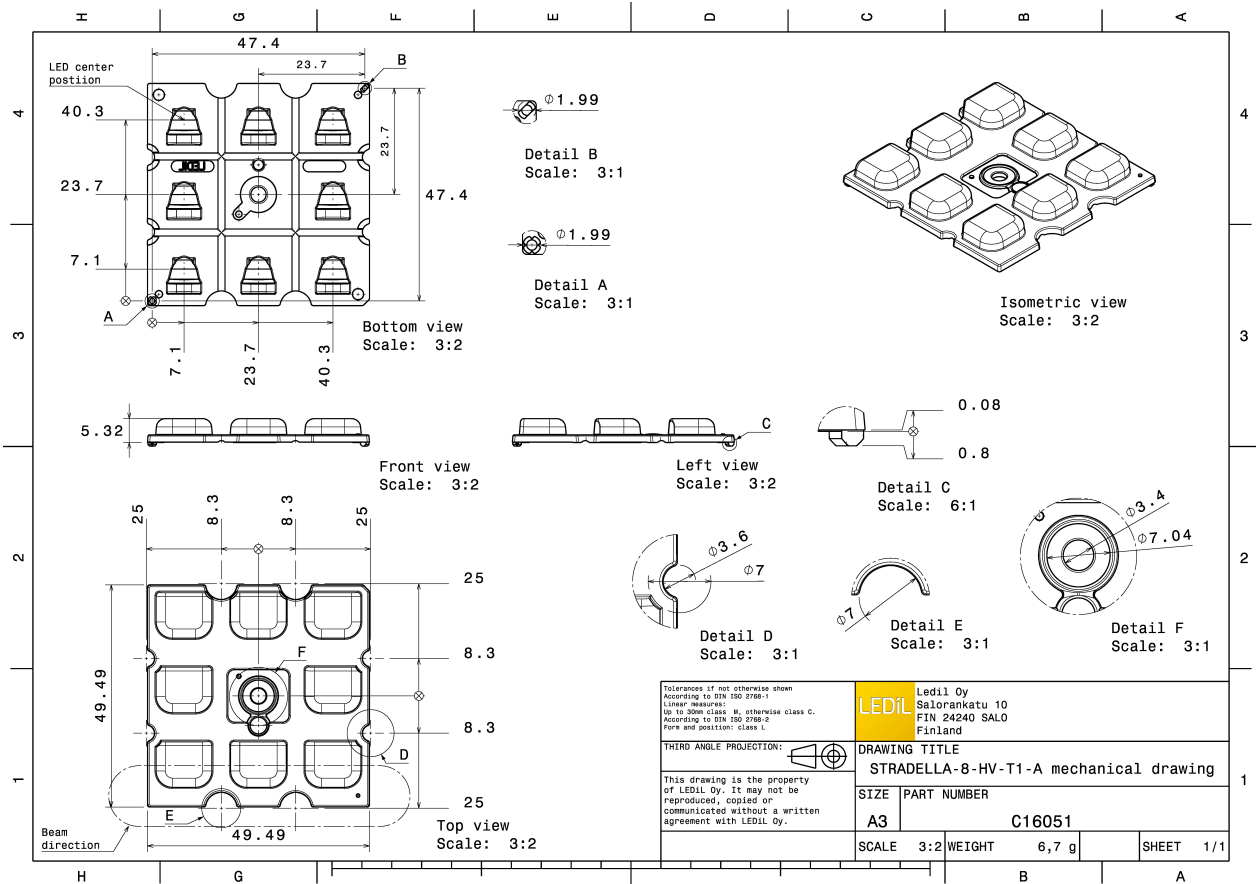 H G F E D C B A
47.4
23.7
B
LED center
postiion
40.3
4
4
⌀1.99
23.7
Detail B
Scale: 3:1
LEDiL
23.7
47.4
⌀1.99
7.1
Detail A
Scale: 3:1
A
Bottom view
Scale: 3:2
Isometric view
Scale: 3:2
3
3
7.1
23.7
40.3
5.32
C
0.08
0.8
Front view
Scale: 3:2
Left view
Scale: 3:2
Detail C
Scale: 6:1
25
8.3
8.3
25
⌀3.4
⌀7.04
⌀3.6
⌀7
2
2
25
⌀7
Detail D
Scale: 3:1
Detail E
Scale: 3:1
Detail F
Scale: 3:1
F
8.3
49.49
8.3
D
E
25
Beam
direction
49.49
Top view
Scale: 3:2
1
1
Tolerances if not otherwise shown
According to DIN ISO 2768-1
Linear measures:
Up to 30mm class M, otherwise class C.
According to DIN ISO 2768-2
Form and position: class L
LEDiL
Ledil Oy
Salorankatu 10
FIN 24240 SALO
Finland
THIRD ANGLE PROJECTION:
DRAWING TITLE
STRADELLA-8-HV-T1-A mechanical drawing
This drawing is the property
of LEDiL Oy. It may not be
reproduced, copied or
communicated without a written
agreement with LEDiL Oy.
SIZE
A3
PART NUMBER
C16051
SCALE 3:2
WEIGHT 6,7 g
SHEET 1/1
H G B A